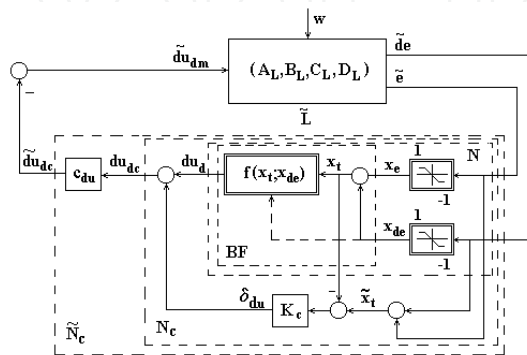 w
d̃e
(A_L,B_L,C_L,D_L)
ẽ
d̃u_dm
L̃
−
d̃u_dc
c_du
du_dc
du_d
f(x_t;x_de)
x_t
x_e
1
N
-1
x_de
1
-1
BF
−
x̃_t
δ_du
K_c
N_c
Ñ_c